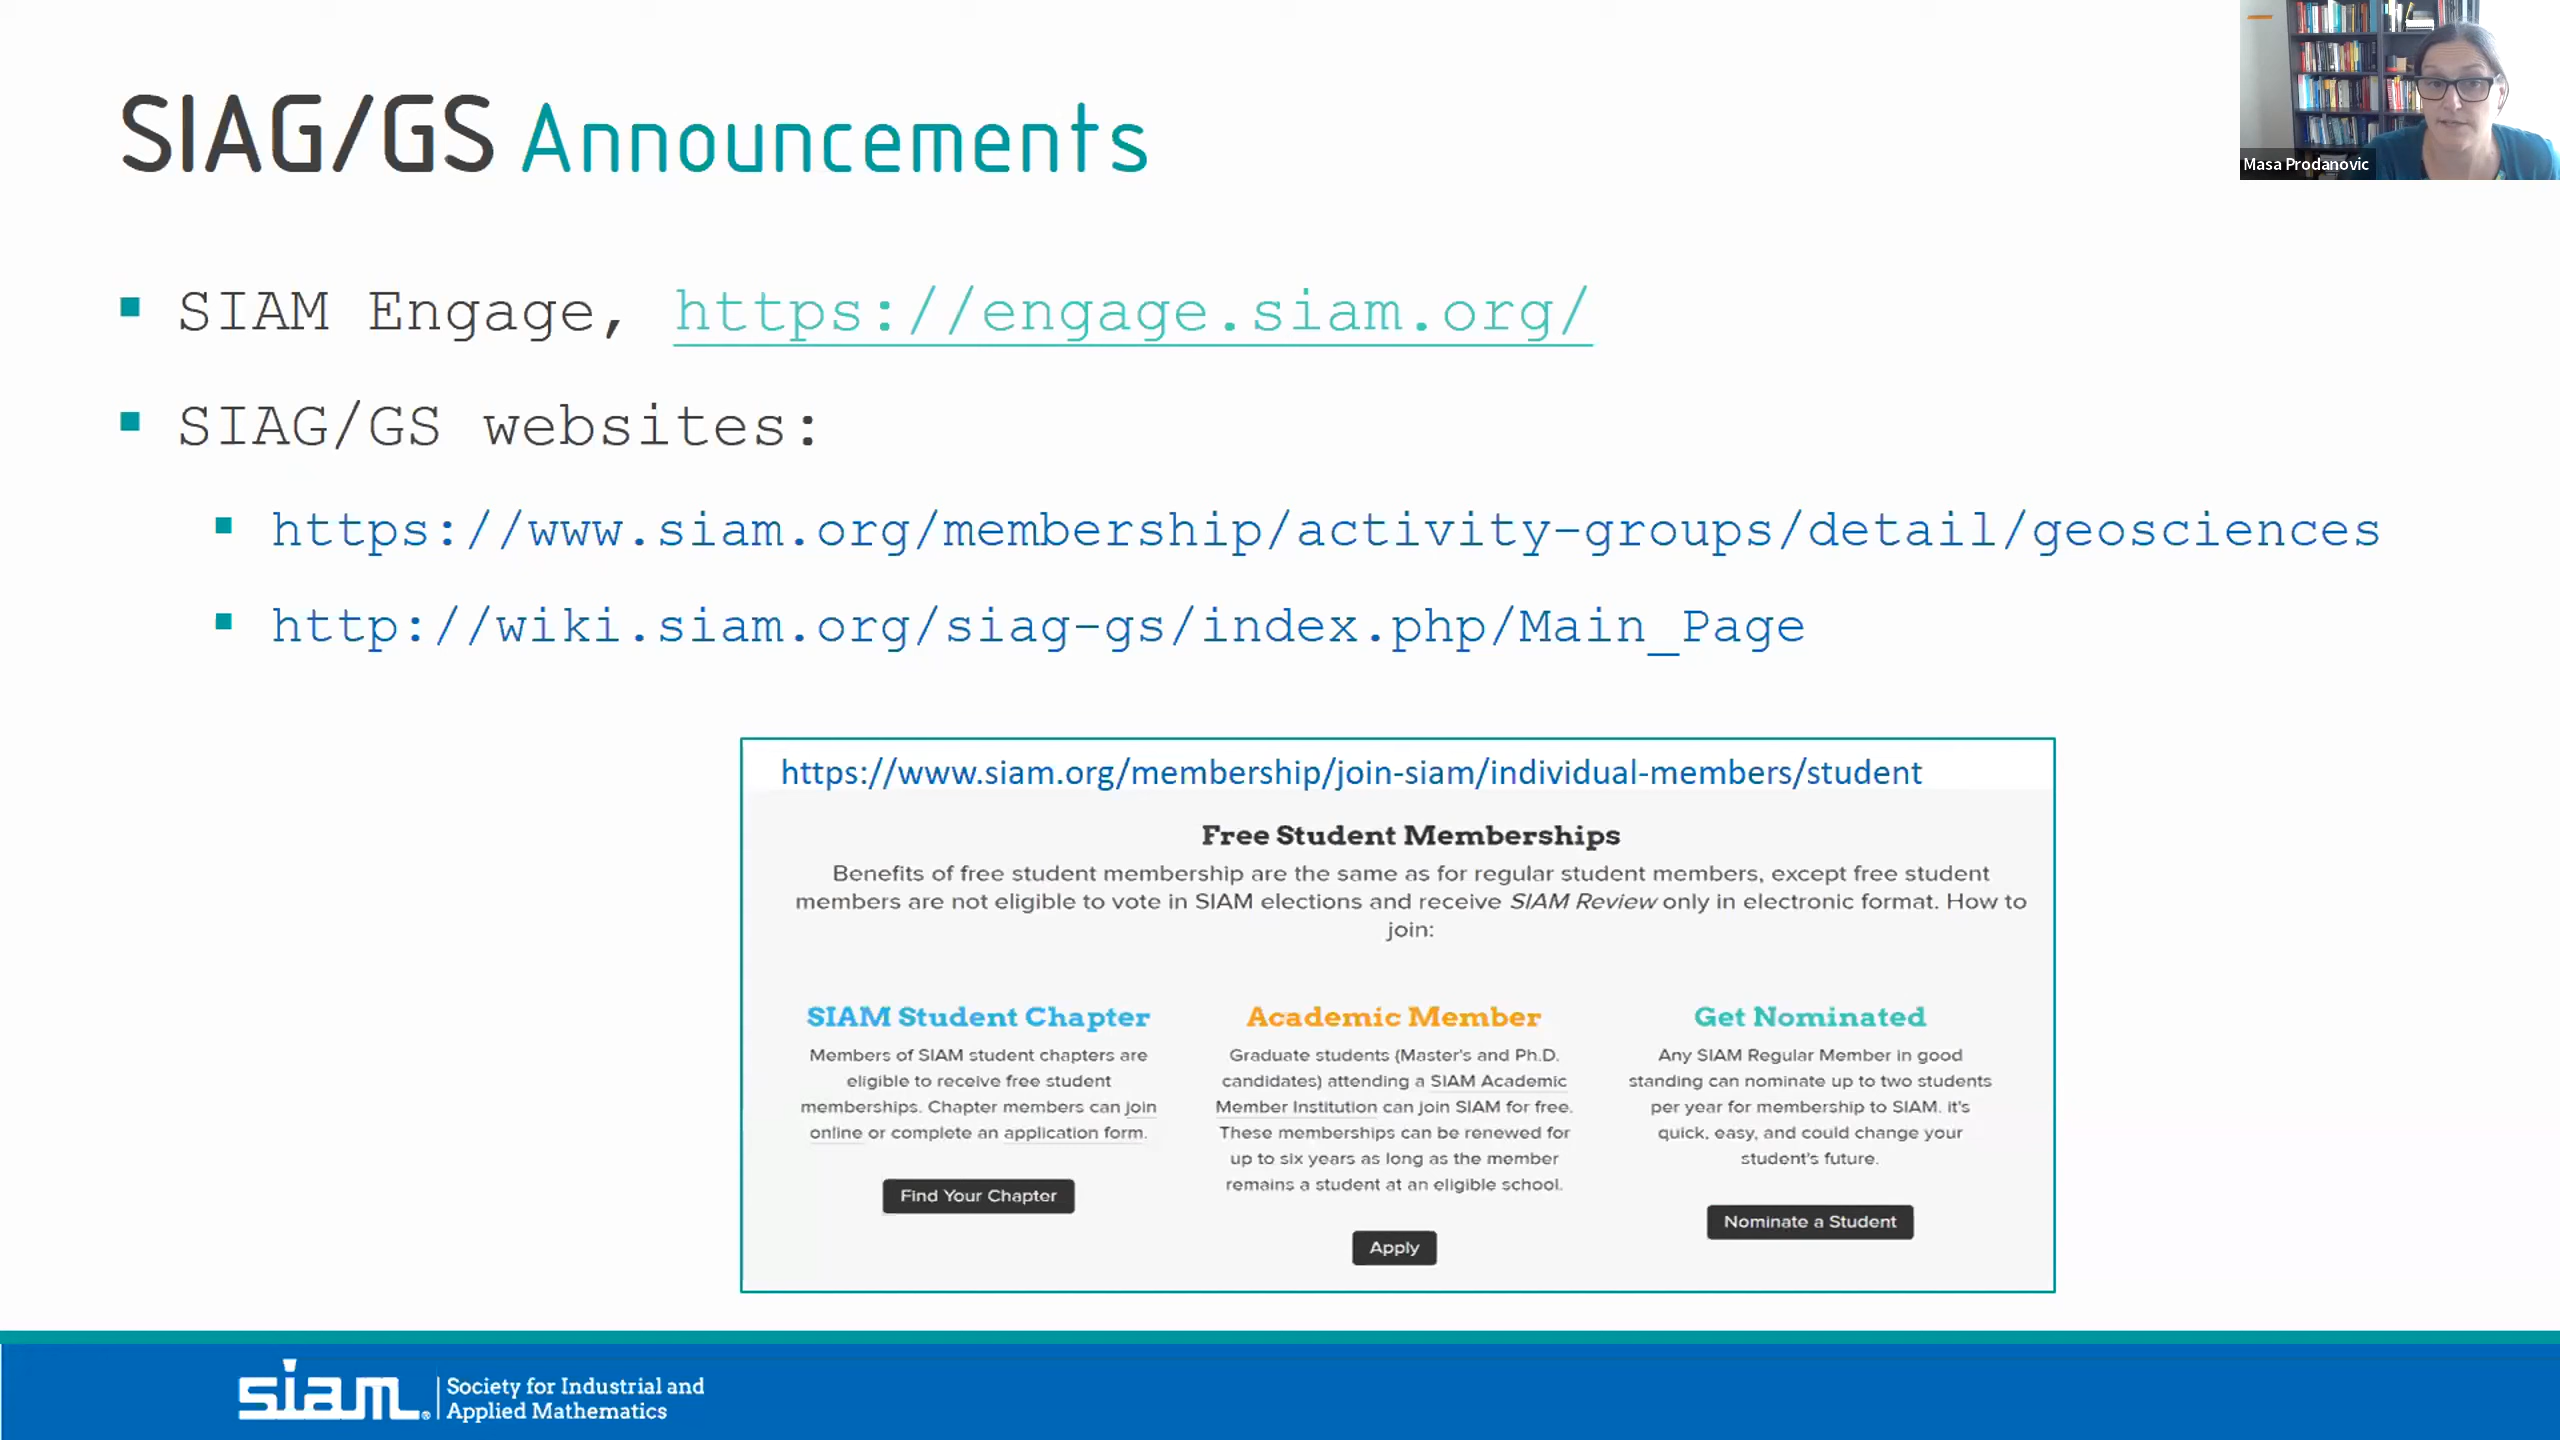 SIAG/GS Announcements
Masa Prodanovic
SIAM Engage, https://engage.siam.org/
SIAG/GS websites:
https://www.siam.org/membership/activity-groups/detail/geosciences
http://wiki.siam.org/siag-gs/index.php/Main_Page
https://www.siam.org/membership/join-siam/individual-members/student
Free Student Memberships
Benefits of free student membership are the same as for regular student members, except free student
members are not eligible to vote in SIAM elections and receive SIAM Review only in electronic format. How to
join:
SIAM Student Chapter
Members of SIAM student chapters are
eligible to receive free student
memberships. Chapter members can join
online or complete an application form.
Find Your Chapter
Academic Member
Graduate students (Master's and Ph.D.
candidates) attending a SIAM Academic
Member Institution can join SIAM for free.
These memberships can be renewed for
up to six years as long as the member
remains a student at an eligible school.
Apply
Get Nominated
Any SIAM Regular Member in good
standing can nominate up to two students
per year for membership to SIAM. it's
quick, easy, and could change your
student's future.
Nominate a Student
siam® Society for Industrial and
Applied Mathematics